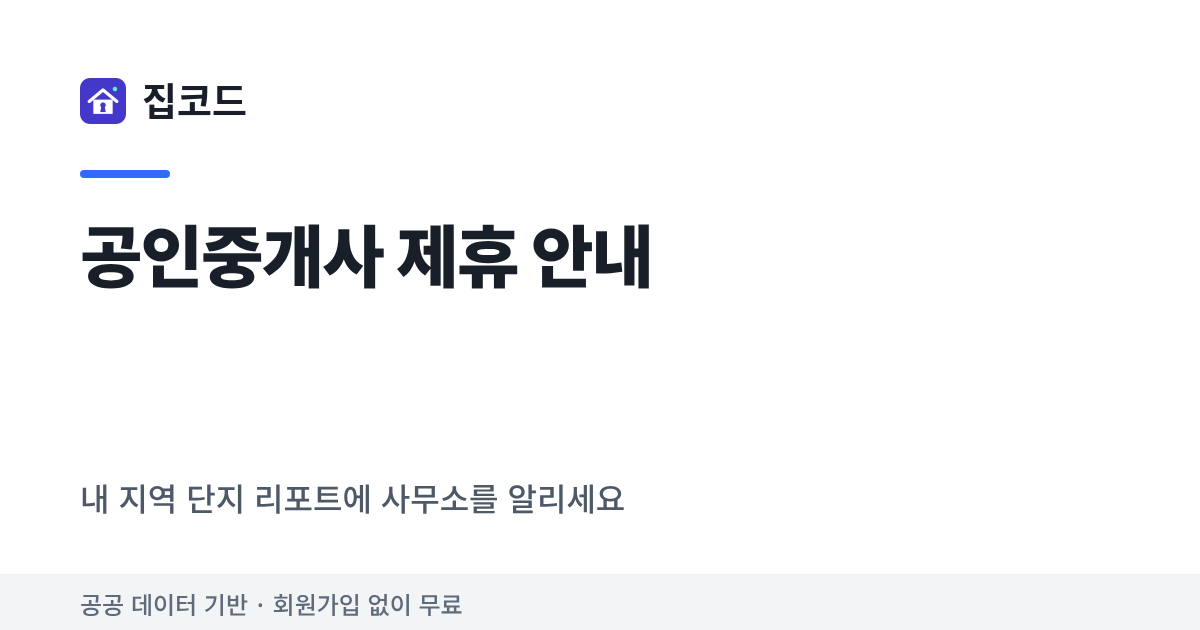 집코드
공인중개사 제휴 안내
내 지역 단지 리포트에 사무소를 알리세요
공공 데이터 기반 · 회원가입 없이 무료